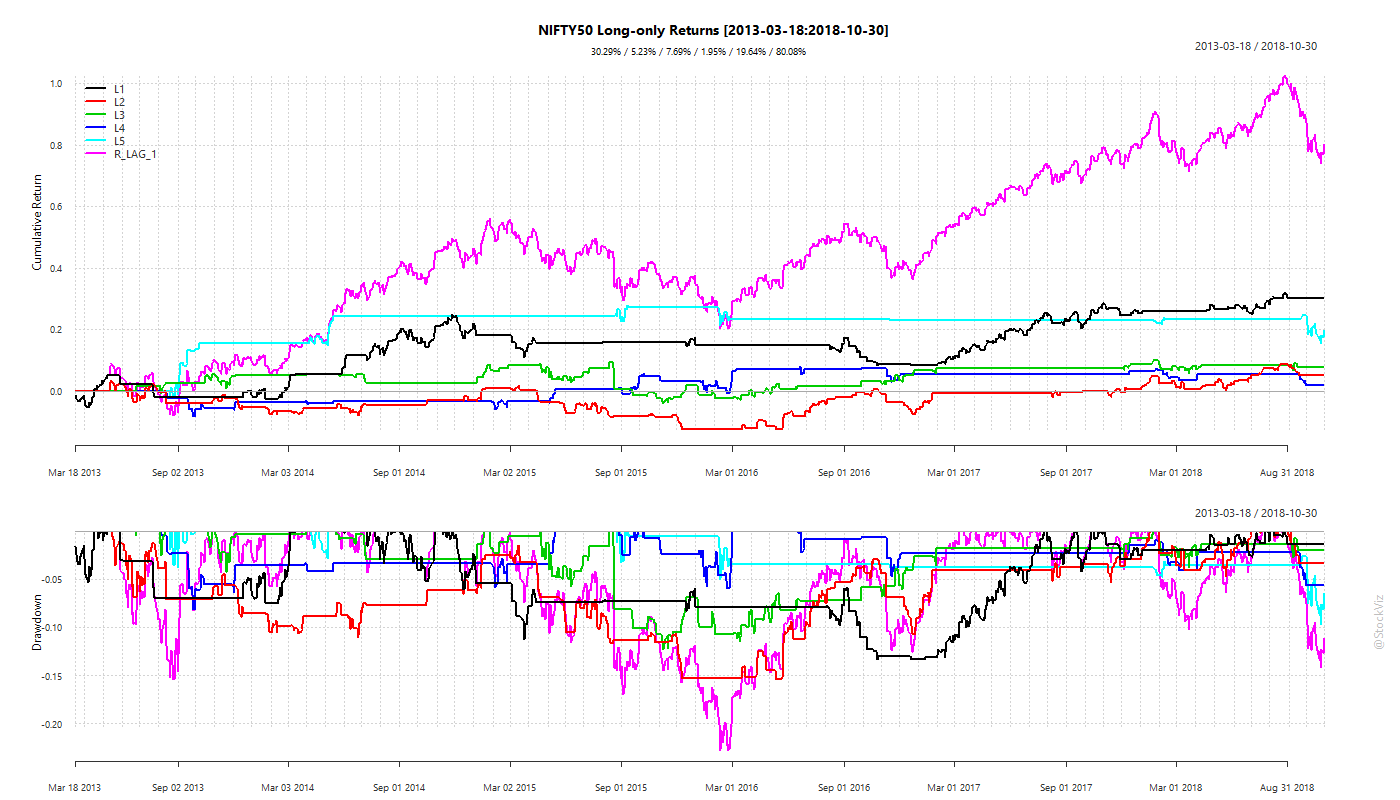 NIFTY50 Long-only Returns [2013-03-18:2018-10-30]
30.29% / 5.23% / 7.69% / 1.95% / 19.64% / 80.08%
2013-03-18 / 2018-10-30
L1
L2
L3
L4
L5
R_LAG_1
Cumulative Return
1.0
0.8
0.6
0.4
0.2
0.0
Mar 18 2013 Sep 02 2013 Mar 03 2014 Sep 01 2014 Mar 02 2015 Sep 01 2015 Mar 01 2016 Sep 01 2016 Mar 01 2017 Sep 01 2017 Mar 01 2018 Aug 31 2018
2013-03-18 / 2018-10-30
Drawdown
-0.05
-0.10
-0.15
-0.20
Mar 18 2013 Sep 02 2013 Mar 03 2014 Sep 01 2014 Mar 02 2015 Sep 01 2015 Mar 01 2016 Sep 01 2016 Mar 01 2017 Sep 01 2017 Mar 01 2018 Aug 31 2018
@StockViz